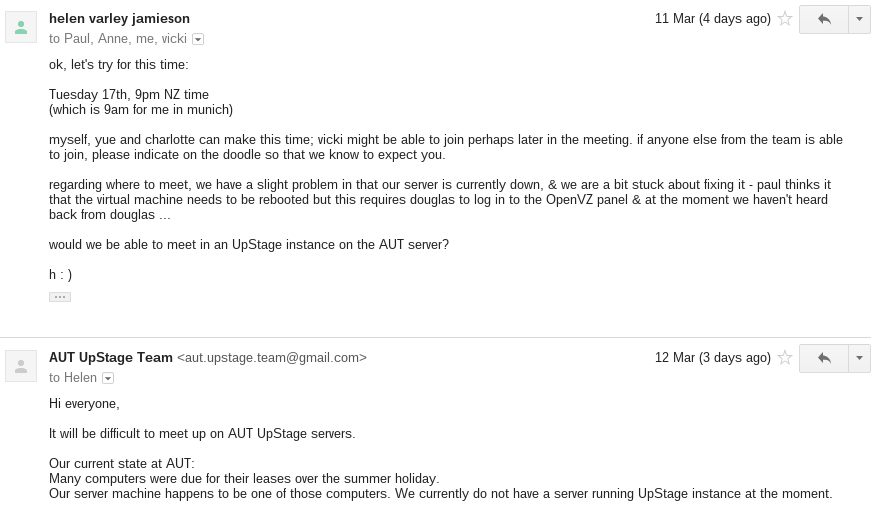 helen varley jamieson
11 Mar (4 days ago)
to Paul, Anne, me, vicki
ok, let's try for this time:
Tuesday 17th, 9pm NZ time
(which is 9am for me in munich)
myself, yue and charlotte can make this time; vicki might be able to join perhaps later in the meeting. if anyone else from the team is able
to join, please indicate on the doodle so that we know to expect you.
regarding where to meet, we have a slight problem in that our server is currently down, & we are a bit stuck about fixing it - paul thinks it
that the virtual machine needs to be rebooted but this requires douglas to log in to the OpenVZ panel & at the moment we haven't heard
back from douglas ...
would we be able to meet in an UpStage instance on the AUT server?
h : )
AUT UpStage Team <aut.upstage.team@gmail.com>
12 Mar (3 days ago)
to Helen
Hi everyone,
It will be difficult to meet up on AUT UpStage servers.
Our current state at AUT:
Many computers were due for their leases over the summer holiday.
Our server machine happens to be one of those computers. We currently do not have a server running UpStage instance at the moment.